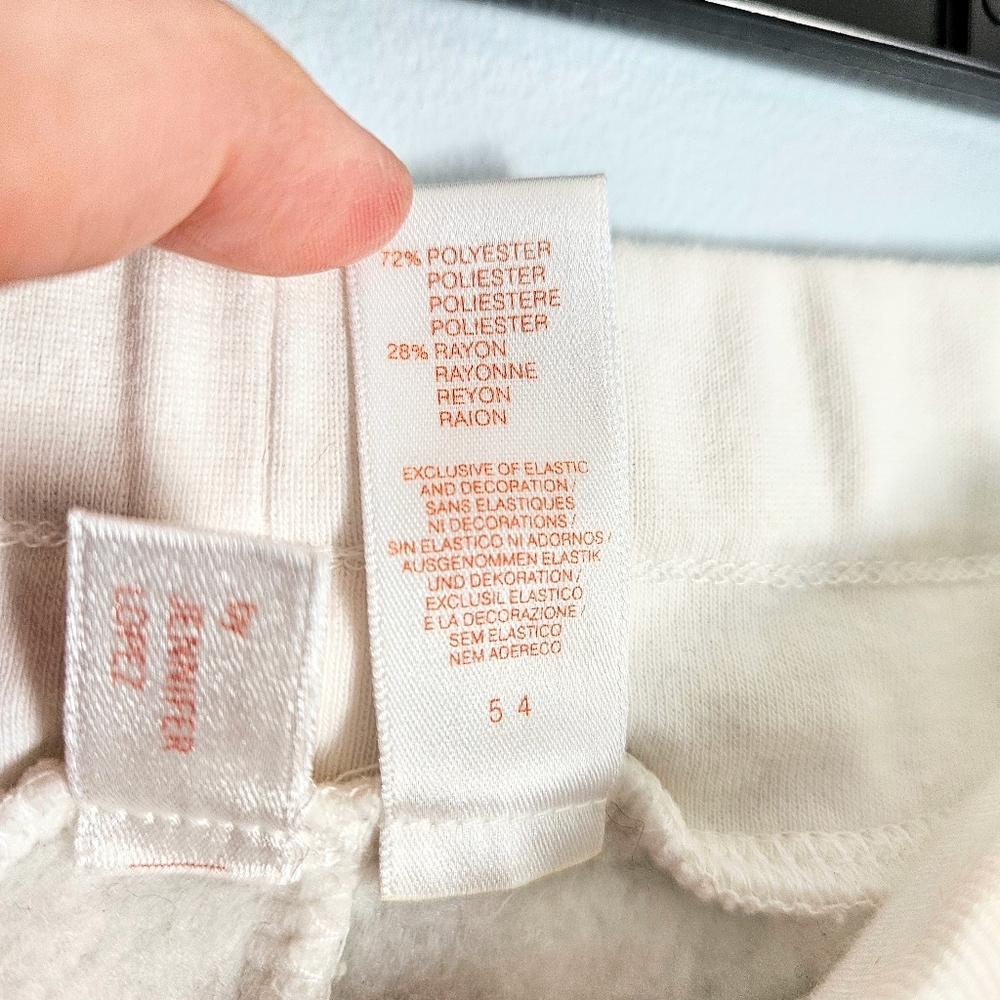 72% POLYESTER
POLIESTER
POLIESTERE
POLIESTER
28% RAYON
RAYONNE
REYON
RAION
EXCLUSIVE OF ELASTIC
AND DECORATION /
SANS ELASTIQUES
NI DECORATIONS /
SIN ELASTICO NI ADORNOS /
AUSGENOMMEN ELASTIK
UND DEKORATION /
EXCLUSIL ELASTICO
E LA DECORAZIONE /
SEM ELASTICO
NEM ADERECO
5 4
by
JENNIFER
LOPEZ